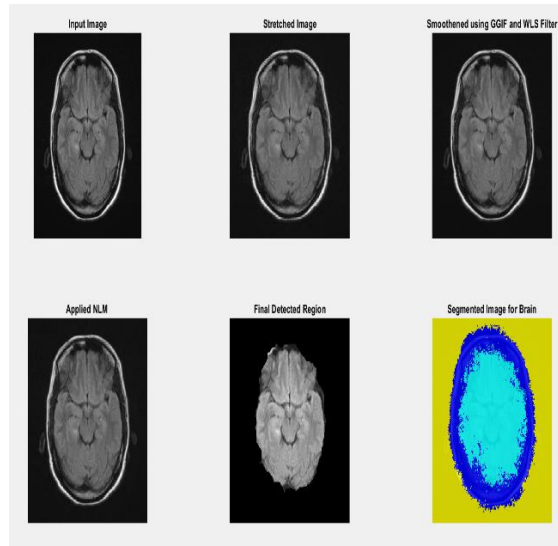 Input Image
Stretched Image
Smoothened using GGIF and WLS Filter
Applied NLM
Final Detected Region
Segmented Image for Brain